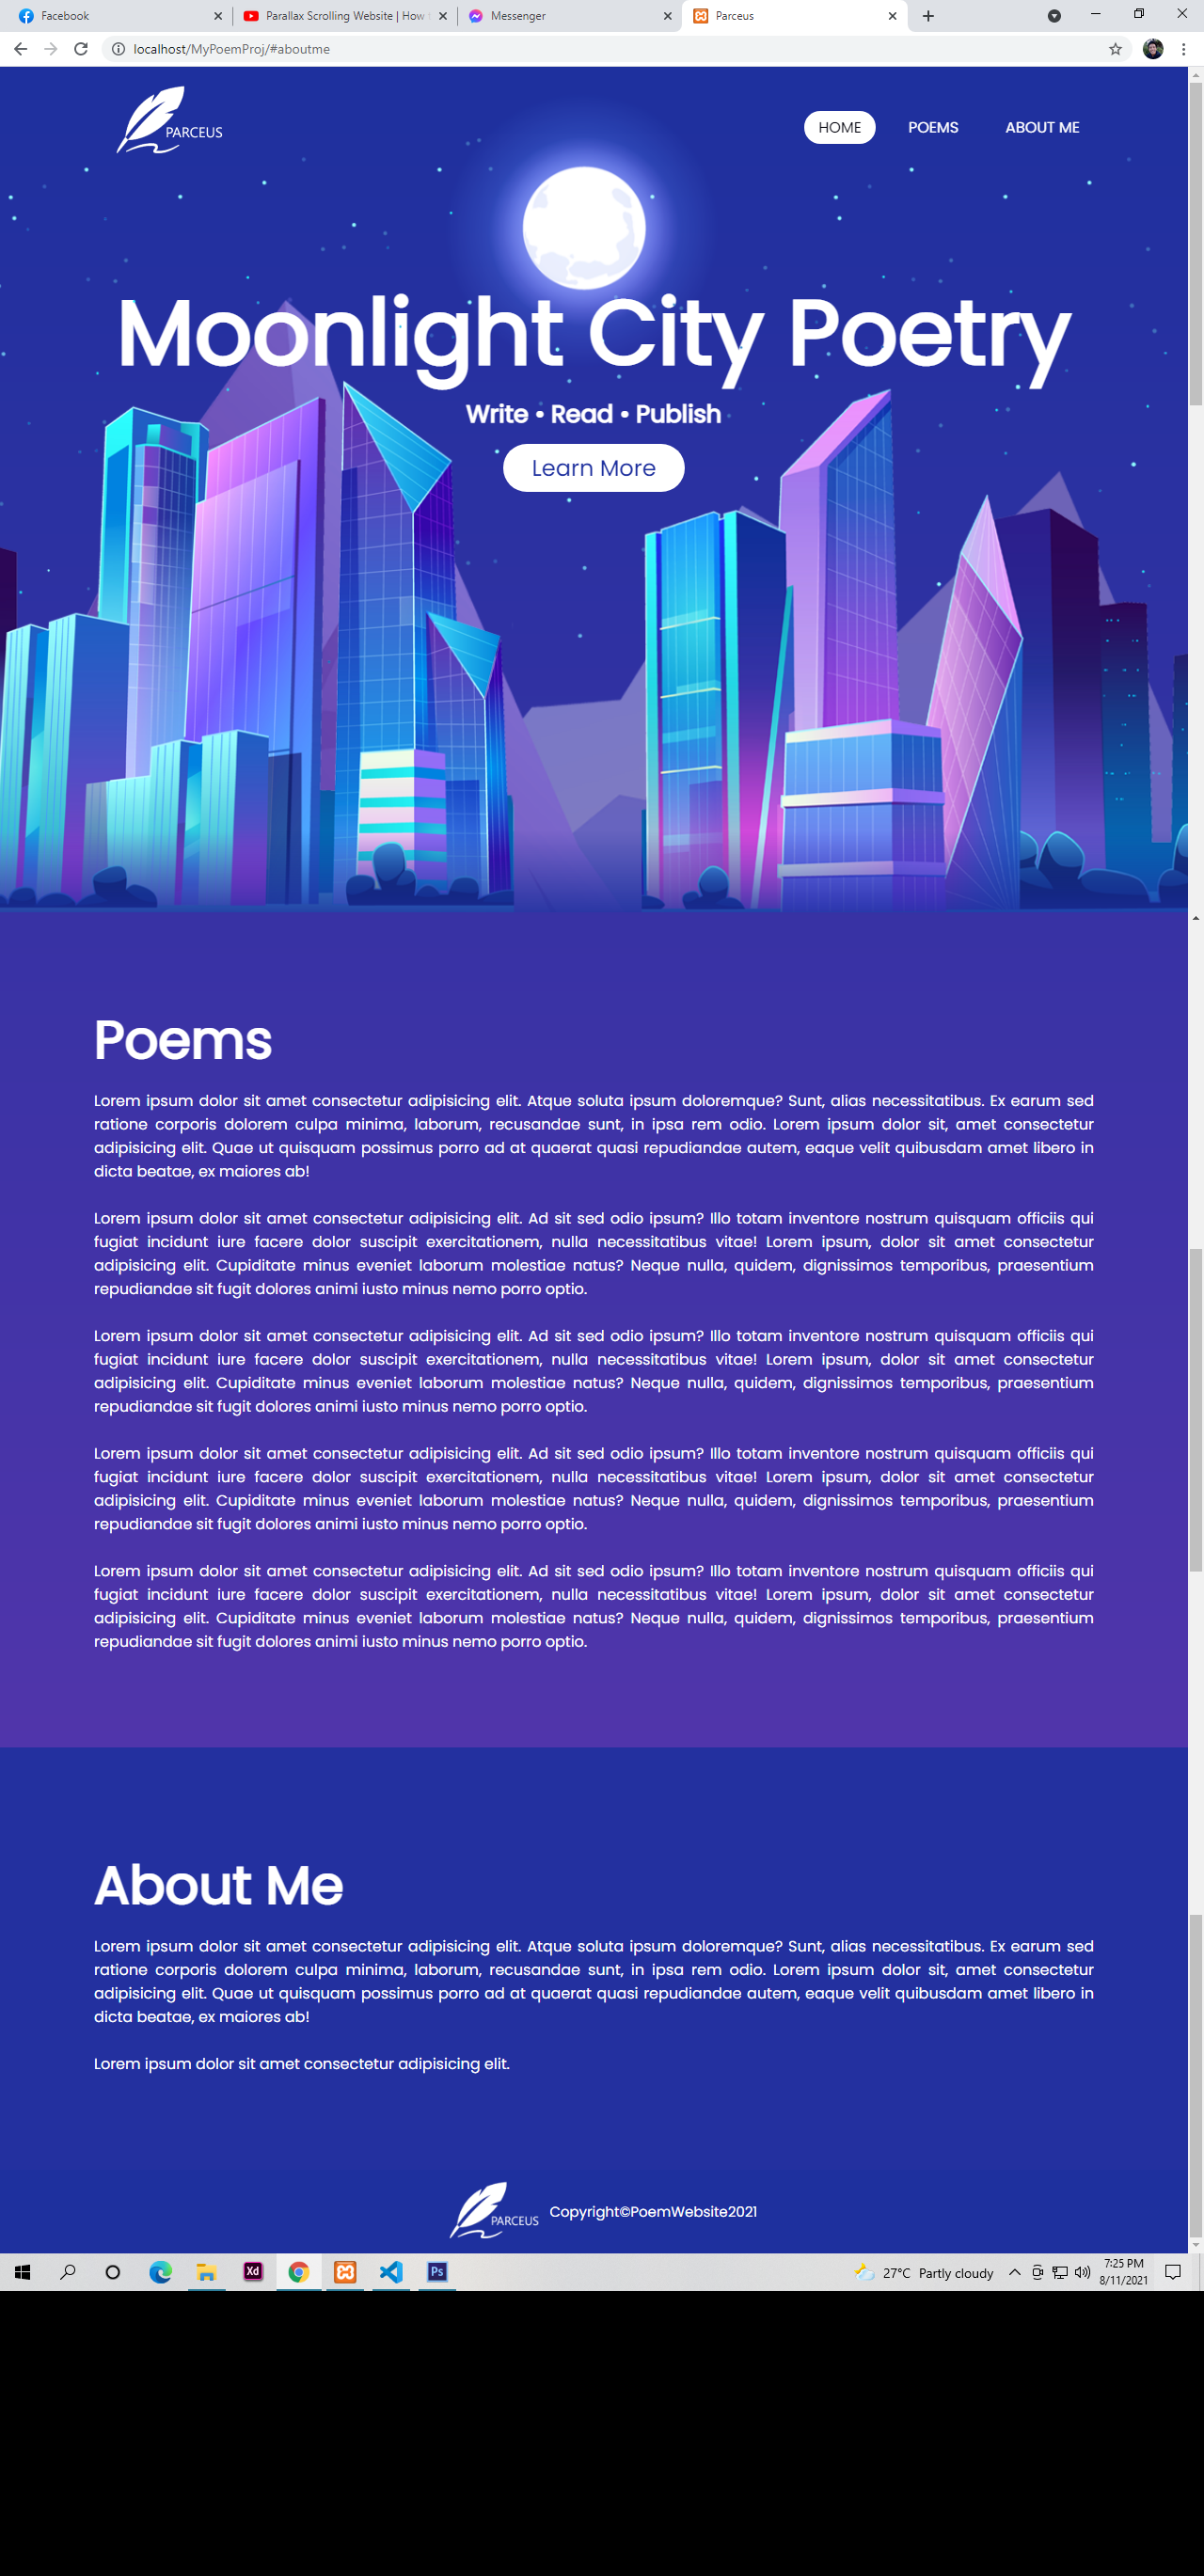 Facebook
Parallax Scrolling Website | How
Messenger
Parceus
localhost/MyPoemProj/#aboutme
PARCEUS
HOME
POEMS
ABOUT ME
Moonlight City Poetry
Write • Read • Publish
Learn More
Poems
Lorem ipsum dolor sit amet consectetur adipisicing elit. Atque soluta ipsum doloremque? Sunt, alias necessitatibus. Ex earum sed
ratione corporis dolorem culpa minima, laborum, recusandae sunt, in ipsa rem odio. Lorem ipsum dolor sit, amet consectetur
adipisicing elit. Quae ut quisquam possimus porro ad at quaerat quasi repudiandae autem, eaque velit quibusdam amet libero in
dicta beatae, ex maiores ab!
Lorem ipsum dolor sit amet consectetur adipisicing elit. Ad sit sed odio ipsum? Illo totam inventore nostrum quisquam officiis qui
fugiat incidunt iure facere dolor suscipit exercitationem, nulla necessitatibus vitae! Lorem ipsum, dolor sit amet consectetur
adipisicing elit. Cupiditate minus eveniet laborum molestiae natus? Neque nulla, quidem, dignissimos temporibus, praesentium
repudiandae sit fugit dolores animi iusto minus nemo porro optio.
Lorem ipsum dolor sit amet consectetur adipisicing elit. Ad sit sed odio ipsum? Illo totam inventore nostrum quisquam officiis qui
fugiat incidunt iure facere dolor suscipit exercitationem, nulla necessitatibus vitae! Lorem ipsum, dolor sit amet consectetur
adipisicing elit. Cupiditate minus eveniet laborum molestiae natus? Neque nulla, quidem, dignissimos temporibus, praesentium
repudiandae sit fugit dolores animi iusto minus nemo porro optio.
Lorem ipsum dolor sit amet consectetur adipisicing elit. Ad sit sed odio ipsum? Illo totam inventore nostrum quisquam officiis qui
fugiat incidunt iure facere dolor suscipit exercitationem, nulla necessitatibus vitae! Lorem ipsum, dolor sit amet consectetur
adipisicing elit. Cupiditate minus eveniet laborum molestiae natus? Neque nulla, quidem, dignissimos temporibus, praesentium
repudiandae sit fugit dolores animi iusto minus nemo porro optio.
Lorem ipsum dolor sit amet consectetur adipisicing elit. Ad sit sed odio ipsum? Illo totam inventore nostrum quisquam officiis qui
fugiat incidunt iure facere dolor suscipit exercitationem, nulla necessitatibus vitae! Lorem ipsum, dolor sit amet consectetur
adipisicing elit. Cupiditate minus eveniet laborum molestiae natus? Neque nulla, quidem, dignissimos temporibus, praesentium
repudiandae sit fugit dolores animi iusto minus nemo porro optio.
About Me
Lorem ipsum dolor sit amet consectetur adipisicing elit. Atque soluta ipsum doloremque? Sunt, alias necessitatibus. Ex earum sed
ratione corporis dolorem culpa minima, laborum, recusandae sunt, in ipsa rem odio. Lorem ipsum dolor sit, amet consectetur
adipisicing elit. Quae ut quisquam possimus porro ad at quaerat quasi repudiandae autem, eaque velit quibusdam amet libero in
dicta beatae, ex maiores ab!
Lorem ipsum dolor sit amet consectetur adipisicing elit.
PARCEUS
Copyright©PoemWebsite2021
Xd
Ps
27°C Partly cloudy
7:25 PM
8/11/2021